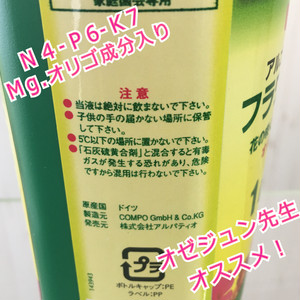 家庭園芸専用
N 4-P6-K7
Mg.オリゴ成分入り
注意
● 当液は絶対に飲まないで下さい。
● 子供の手の届かない場所に保管
して下さい。
● 5℃以下の場所に置かないで下さい。
● 「石灰硫黄合剤」と混合すると有毒
ガスが発生する恐れがあり、危険
ですから混用は行わないで下さい。
原産国 ドイツ
製造元 COMPO GmbH & Co.KG
発売元 株式会社アルパティオ
プラ
ボトルキャップ:PE
ラベル:PP
オゼジュン先生
オススメ!